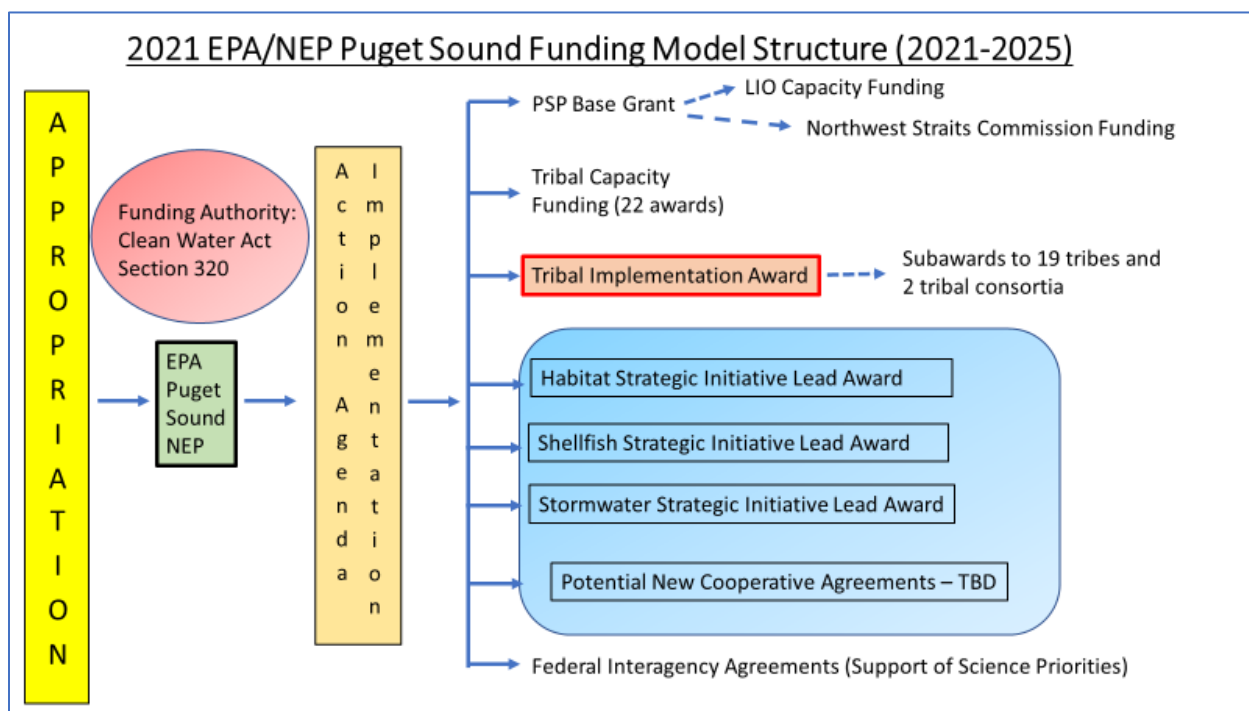 2021 EPA/NEP Puget Sound Funding Model Structure (2021-2025)
APPROPRIATION
Funding Authority:
Clean Water Act
Section 320
EPA
Puget
Sound
NEP
Action Agenda
Implementation
PSP Base Grant
LIO Capacity Funding
Northwest Straits Commission Funding
Tribal Capacity
Funding (22 awards)
Tribal Implementation Award
Subawards to 19 tribes and
2 tribal consortia
Habitat Strategic Initiative Lead Award
Shellfish Strategic Initiative Lead Award
Stormwater Strategic Initiative Lead Award
Potential New Cooperative Agreements – TBD
Federal Interagency Agreements (Support of Science Priorities)